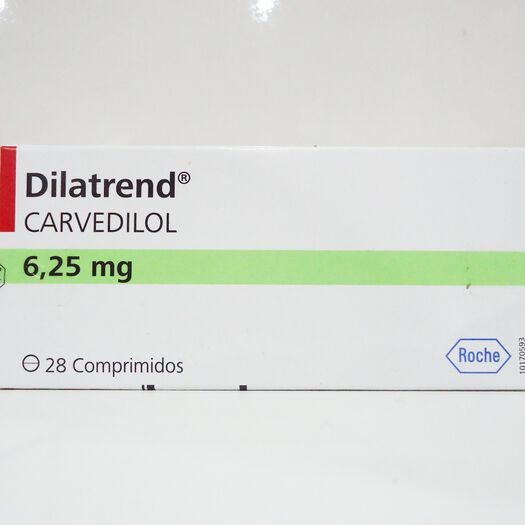 Dilatrend®
CARVEDILOL
6,25 mg
28 Comprimidos
Roche
10170593